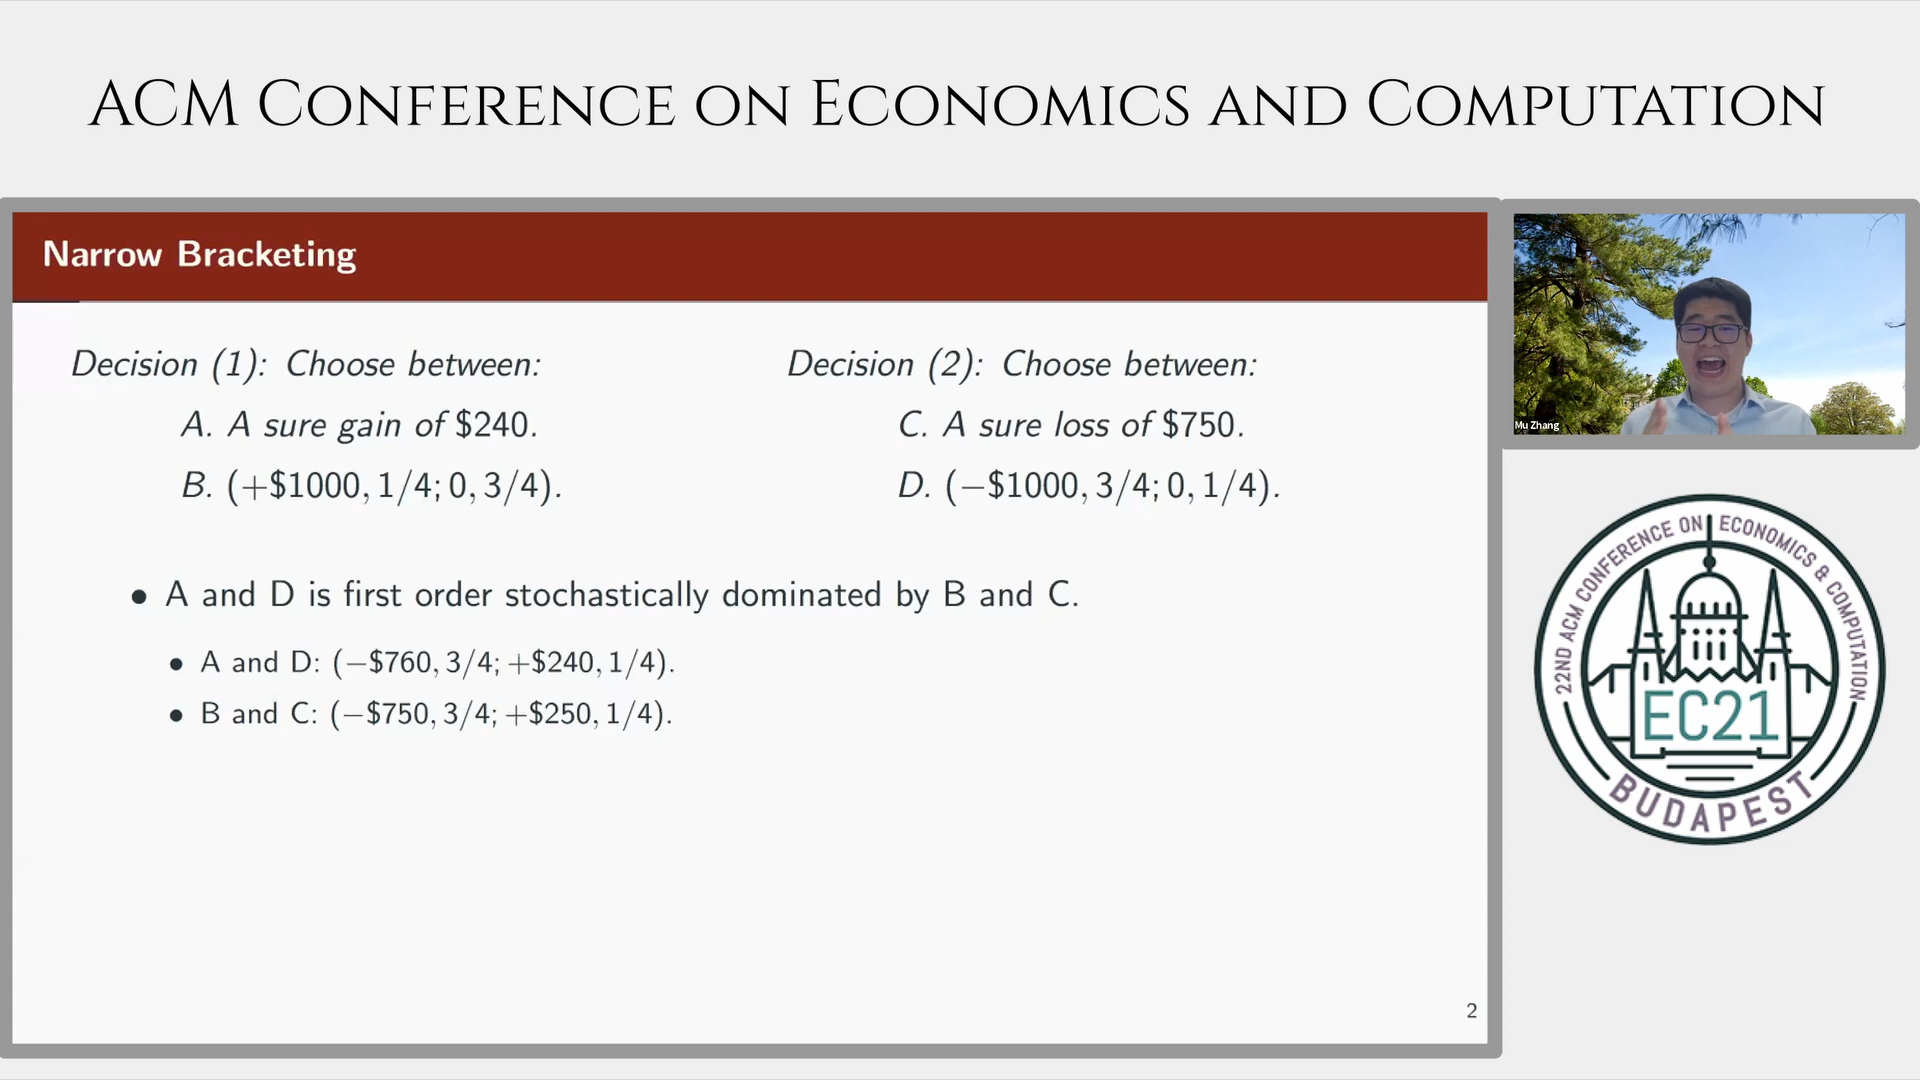 ACM Conference on Economics and Computation
Narrow Bracketing
Decision (1): Choose between:
A. A sure gain of $240.
B. (+$1000, 1/4; 0, 3/4).
Decision (2): Choose between:
C. A sure loss of $750.
D. (−$1000, 3/4; 0, 1/4).
• A and D is first order stochastically dominated by B and C.
• A and D: (−$760, 3/4; +$240, 1/4).
• B and C: (−$750, 3/4; +$250, 1/4).
2
Mu Zhang
22ND ACM CONFERENCE ON ECONOMICS & COMPUTATION
EC21
BUDAPEST